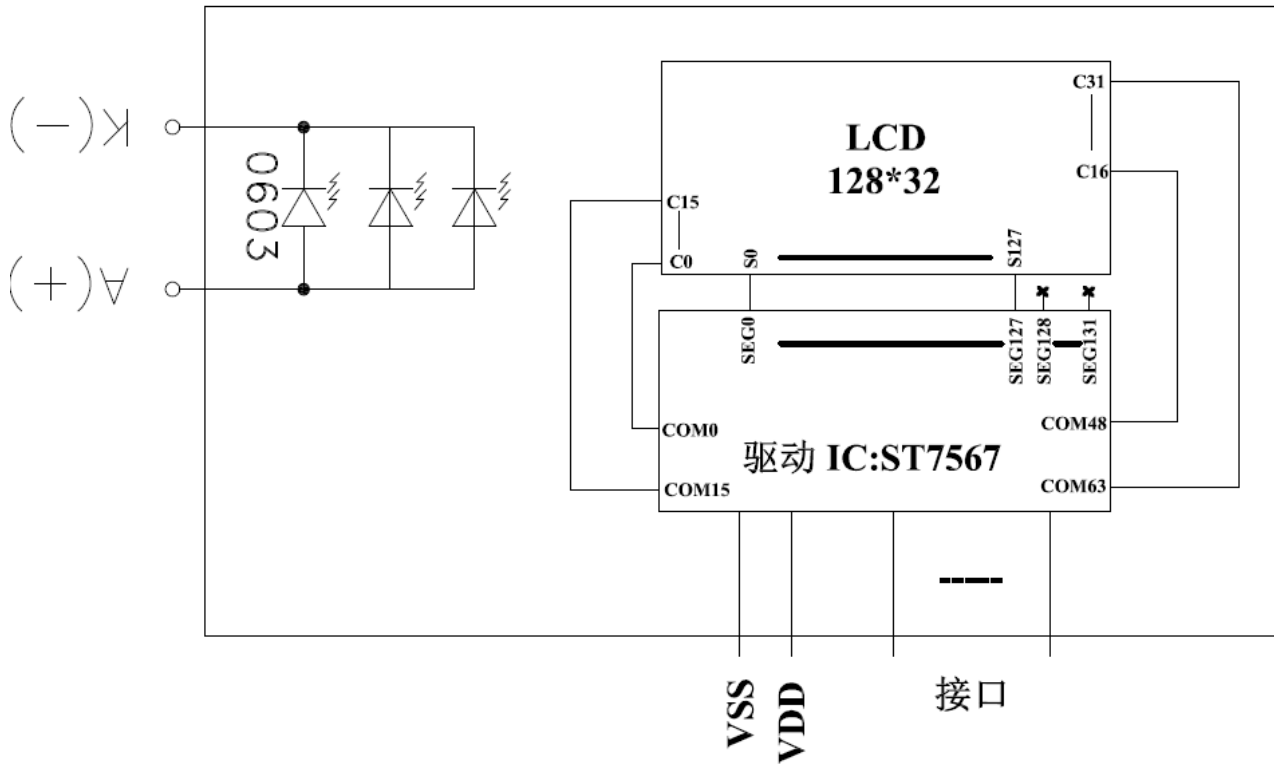 K(-)
A(+)
0603
LCD
128*32
C31
C16
C15
C0
S0
S127
SEG0
SEG127
SEG128
SEG131
COM0
COM15
COM48
COM63
驱动 IC:ST7567
VSS
VDD
接口